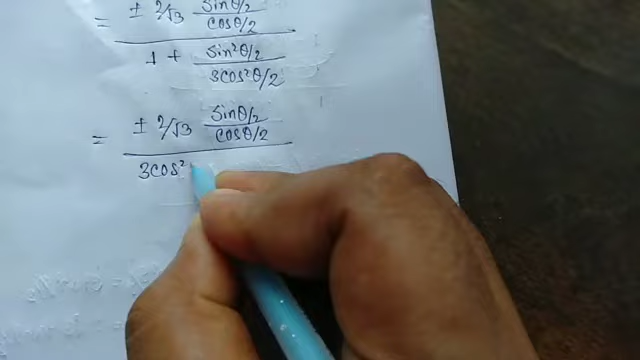 = ± 2/√3 sinθ/2 / cosθ/2
1 + sin²θ/2 / 3cos²θ/2
= ± 2/√3 sinθ/2 / cosθ/2
3cos²